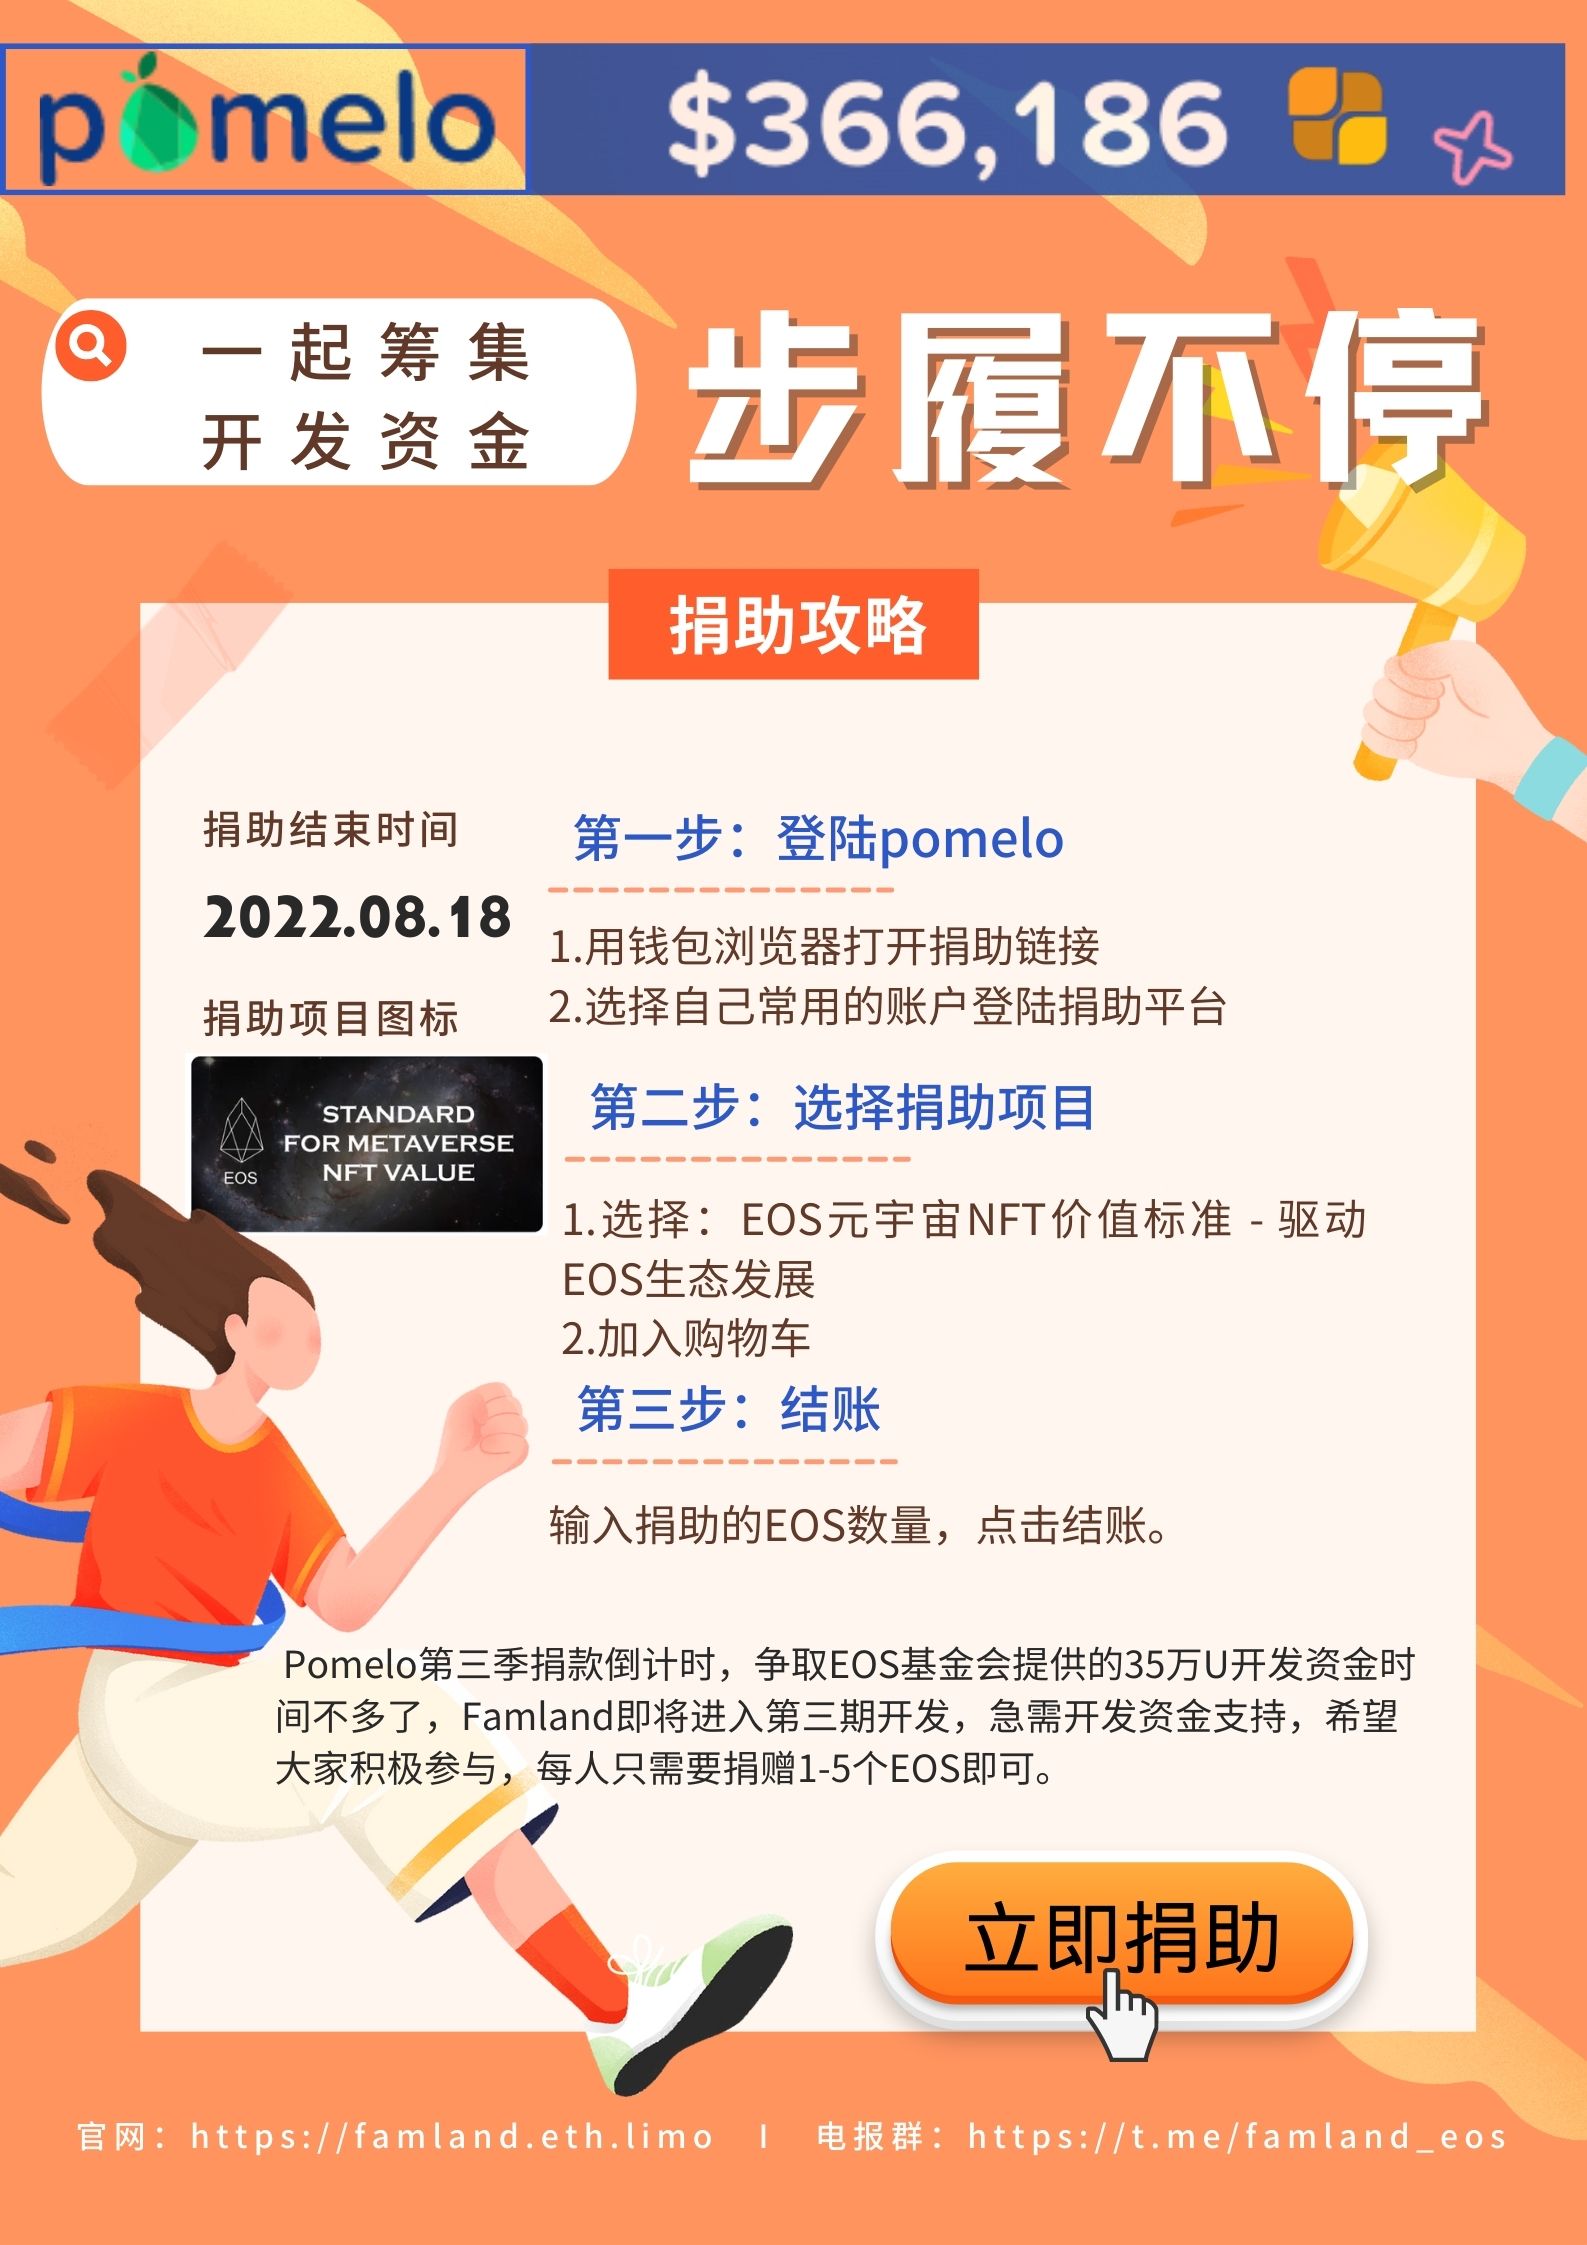 pomelo
$366,186
一起筹集
开发资金
步履不停
捐助攻略
捐助结束时间
2022.08.18
捐助项目图标
STANDARD
FOR METAVERSE
NFT VALUE
EOS
第一步：登陆pomelo
1.用钱包浏览器打开捐助链接
2.选择自己常用的账户登陆捐助平台
第二步：选择捐助项目
1.选择：EOS元宇宙NFT价值标准 - 驱动
EOS生态发展
2.加入购物车
第三步：结账
输入捐助的EOS数量，点击结账。
Pomelo第三季捐款倒计时，争取EOS基金会提供的35万U开发资金时
间不多了，Famland即将进入第三期开发，急需开发资金支持，希望
大家积极参与，每人只需要捐赠1-5个EOS即可。
立即捐助
官网：https://famland.eth.limo I 电报群：https://t.me/famland_eos